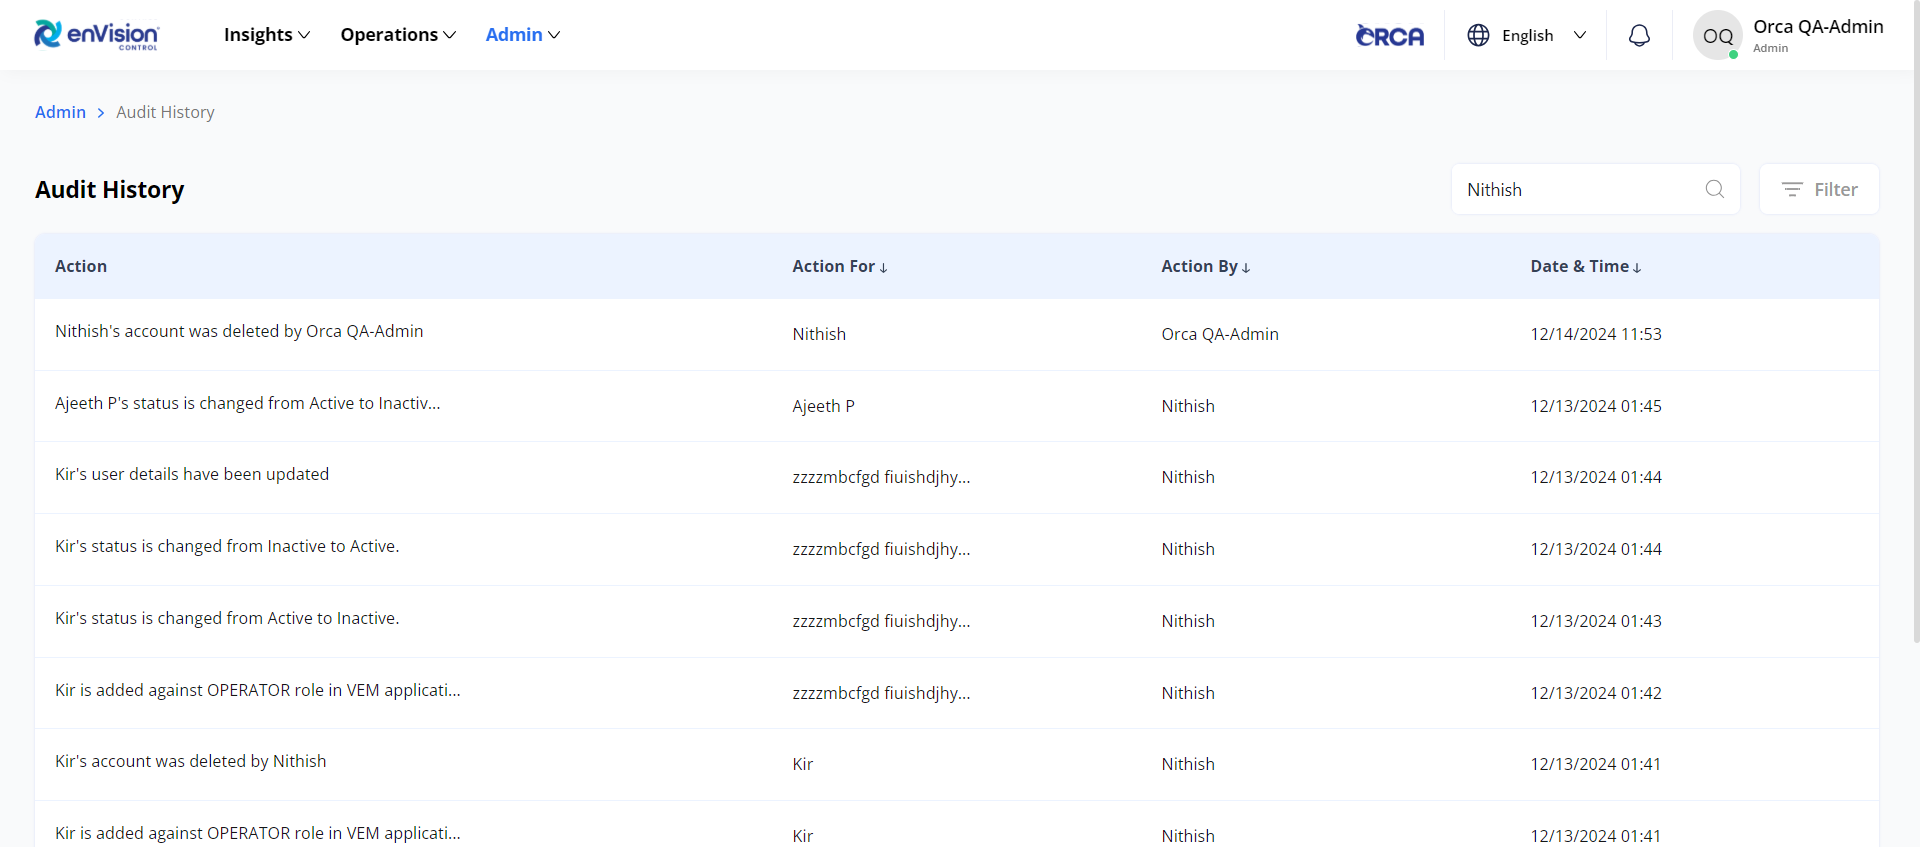 enVision CONTROL Insights Operations Admin ORCA English OQ Orca QA-Admin
Admin
Admin > Audit History
Audit History Nithish Filter
Action Action For ↓ Action By ↓ Date & Time ↓
Nithish's account was deleted by Orca QA-Admin Nithish Orca QA-Admin 12/14/2024 11:53
Ajeeth P's status is changed from Active to Inactiv... Ajeeth P Nithish 12/13/2024 01:45
Kir's user details have been updated zzzzmbcfgd fiuishdjhy... Nithish 12/13/2024 01:44
Kir's status is changed from Inactive to Active. zzzzmbcfgd fiuishdjhy... Nithish 12/13/2024 01:44
Kir's status is changed from Active to Inactive. zzzzmbcfgd fiuishdjhy... Nithish 12/13/2024 01:43
Kir is added against OPERATOR role in VEM applicati... zzzzmbcfgd fiuishdjhy... Nithish 12/13/2024 01:42
Kir's account was deleted by Nithish Kir Nithish 12/13/2024 01:41
Kir is added against OPERATOR role in VEM applicati... Kir Nithish 12/13/2024 01:41